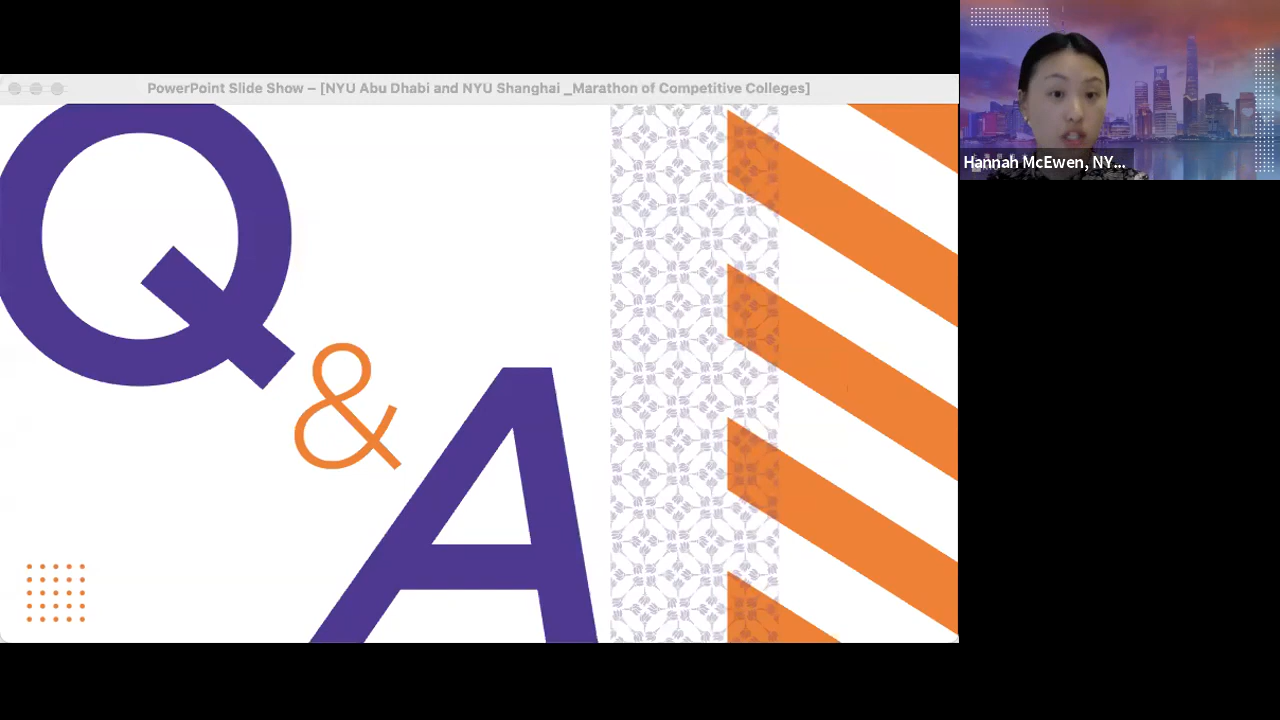 PowerPoint Slide Show – [NYU Abu Dhabi and NYU Shanghai _Marathon of Competitive Colleges]
Hannah McEwen, NY...
Q
&
A